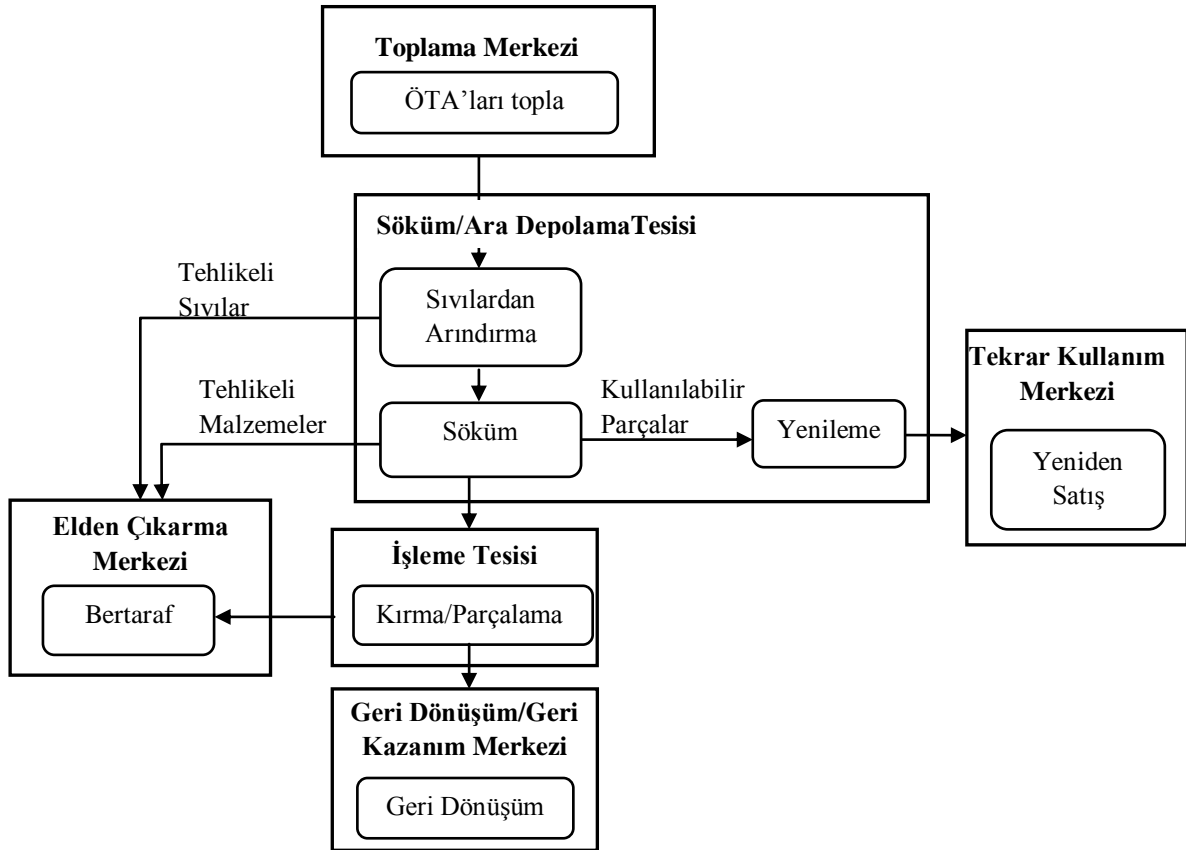 Toplama Merkezi
ÖTA’ları topla
Söküm/Ara DepolamaTesisi
Tehlikeli
Sıvılar
Sıvılardan
Arındırma
Tehlikeli
Malzemeler
Söküm
Kullanılabilir
Parçalar
Yenileme
Tekrar Kullanım
Merkezi
Yeniden
Satış
Elden Çıkarma
Merkezi
Bertaraf
İşleme Tesisi
Kırma/Parçalama
Geri Dönüşüm/Geri
Kazanım Merkezi
Geri Dönüşüm